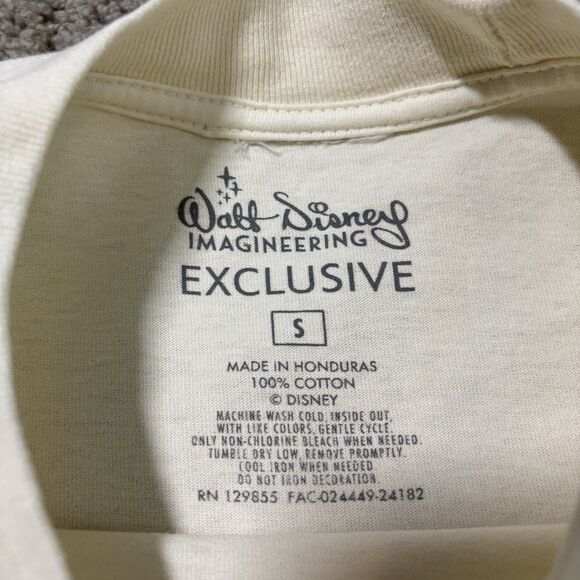 Walt Disney
IMAGINEERING
EXCLUSIVE
S
MADE IN HONDURAS
100% COTTON
© DISNEY
MACHINE WASH COLD, INSIDE OUT,
WITH LIKE COLORS, GENTLE CYCLE.
ONLY NON-CHLORINE BLEACH WHEN NEEDED.
TUMBLE DRY LOW, REMOVE PROMPTLY.
COOL IRON WHEN NEEDED.
DO NOT IRON DECORATION.
RN 129855 FAC-024449-24182